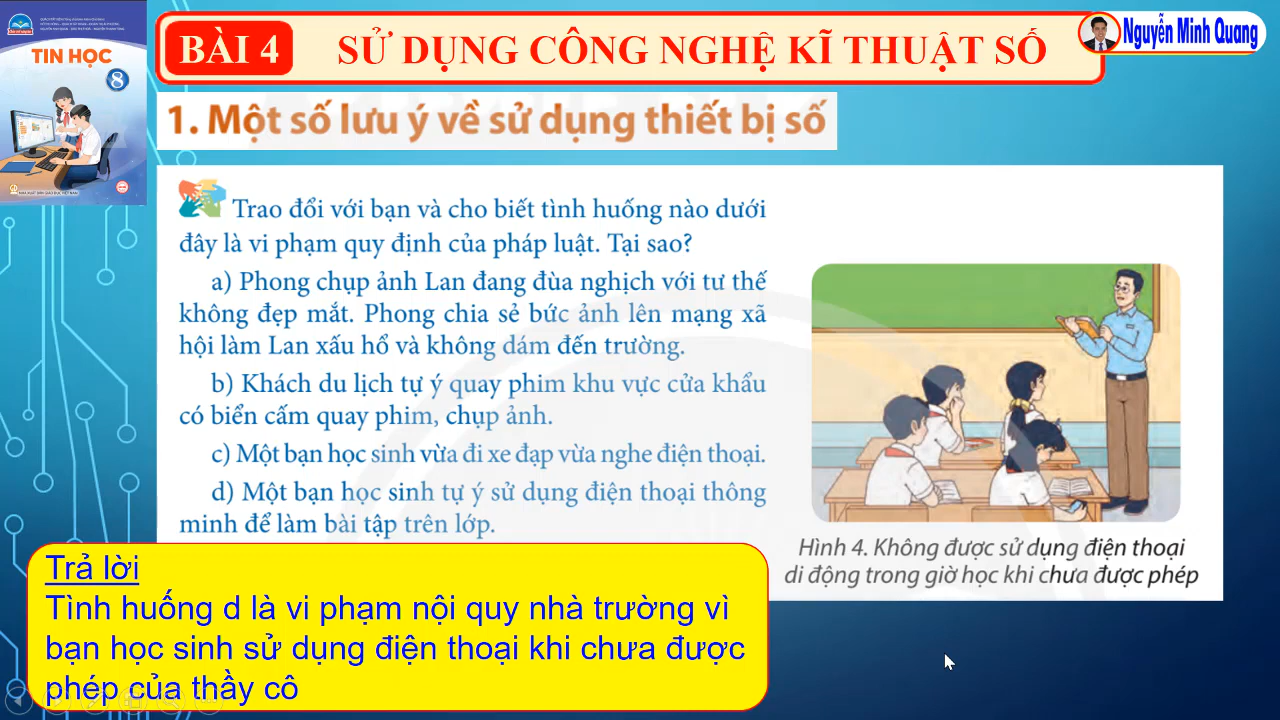 TIN HỌC
8
BÀI 4
SỬ DỤNG CÔNG NGHỆ KĨ THUẬT SỐ
Nguyễn Minh Quang
1. Một số lưu ý về sử dụng thiết bị số
Trao đổi với bạn và cho biết tình huống nào dưới
đây là vi phạm quy định của pháp luật. Tại sao?
a) Phong chụp ảnh Lan đang đùa nghịch với tư thế
không đẹp mắt. Phong chia sẻ bức ảnh lên mạng xã
hội làm Lan xấu hổ và không dám đến trường.
b) Khách du lịch tự ý quay phim khu vực cửa khẩu
có biển cấm quay phim, chụp ảnh.
c) Một bạn học sinh vừa đi xe đạp vừa nghe điện thoại.
d) Một bạn học sinh tự ý sử dụng điện thoại thông
minh để làm bài tập trên lớp.
Hình 4. Không được sử dụng điện thoại
di động trong giờ học khi chưa được phép
Trả lời
Tình huống d là vi phạm nội quy nhà trường vì
bạn học sinh sử dụng điện thoại khi chưa được
phép của thầy cô